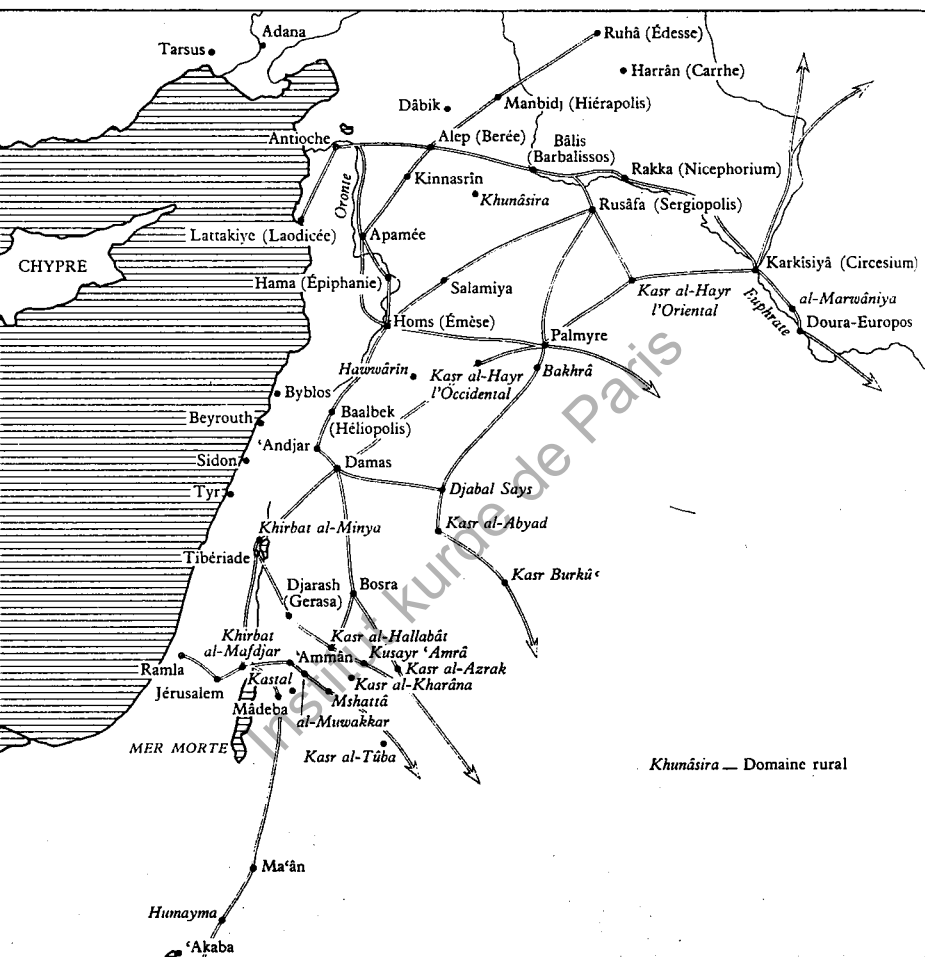 Adana
Tarsus
Ruhâ (Édesse)
Harrân (Carrhe)
Manbidj (Hiérapolis)
Dâbik
Antioche
Alep (Berée)
Bâlis
(Barbalissos)
Rakka (Nicephorium)
Kinnasrîn
Khunâsira
Rusâfa (Sergiopolis)
Oronte
Lattakiye (Laodicée)
Apamée
CHYPRE
Hama (Épiphanie)
Salamiya
Karkîsiyâ (Circesium)
Kasr al-Hayr
l'Oriental
Euphrate
al-Marwâniya
Doura-Europos
Homs (Émèse)
Palmyre
Hawwârin
Kaşr al-Hayr
l'Occidental
Bakhrâ
Byblos
Beyrouth
Baalbek
(Héliopolis)
‘Andjar
Sidon
Damas
Tyr
Djabal Says
Kasr al-Abyad
Khirbat al-Minya
Tibériade
Kasr Burkû‘
Djarash
(Gerasa)
Bosra
Khirbat
al-Mafdjar
Kasr al-Hallabât
‘Ammân
Kusayr ‘Amrâ
Kasr al-Azrak
Ramla
Kastal
Kasr al-Kharâna
Jérusalem
Mshattâ
Mâdeba
al-Muwakkar
MER MORTE
Kasr al-Tûba
Khunâsira — Domaine rural
Ma‘ân
Humayma
‘Akaba
Institut kurde de Paris